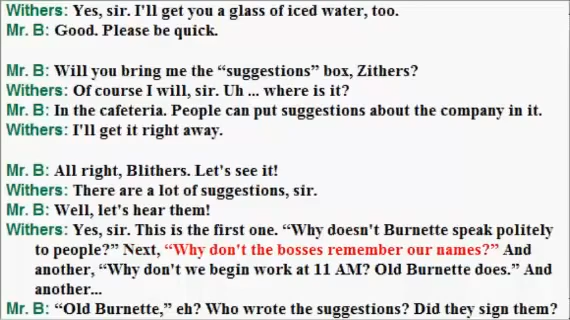 Withers: Yes, sir. I'll get you a glass of iced water, too.
Mr. B: Good. Please be quick.
Mr. B: Will you bring me the “suggestions” box, Zithers?
Withers: Of course I will, sir. Uh ... where is it?
Mr. B: In the cafeteria. People can put suggestions about the company in it.
Withers: I'll get it right away.
Mr. B: All right, Blithers. Let's see it!
Withers: There are a lot of suggestions, sir.
Mr. B: Well, let's hear them!
Withers: Yes, sir. This is the first one. “Why doesn't Burnette speak politely
to people?” Next, “Why don't the bosses remember our names?” And
another, “Why don't we begin work at 11 AM? Old Burnette does.” And
another...
Mr. B: “Old Burnette,” eh? Who wrote the suggestions? Did they sign them?